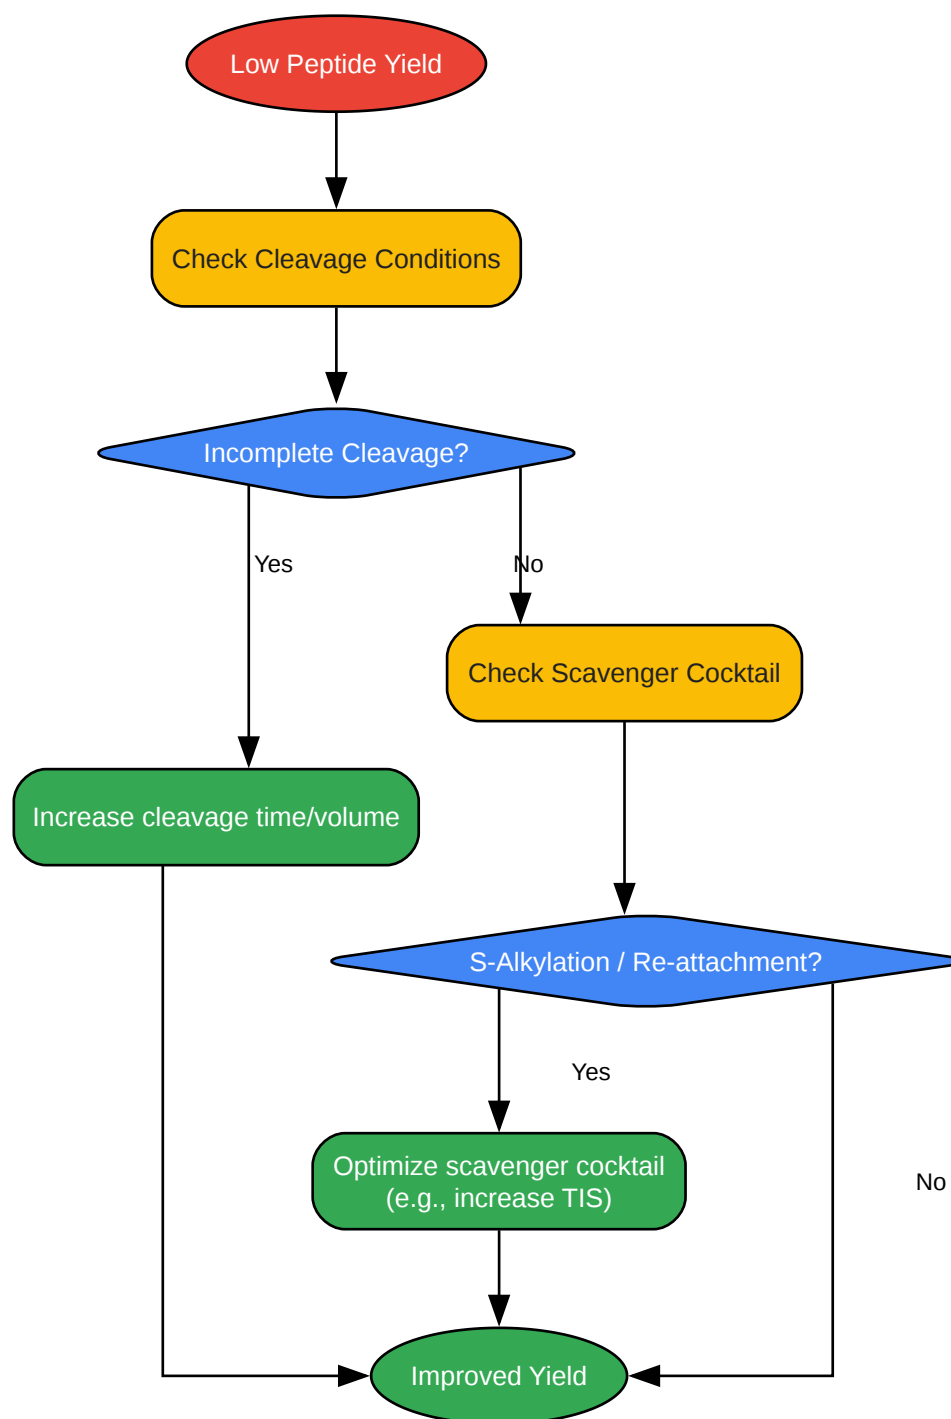 Low Peptide Yield
Check Cleavage Conditions
Incomplete Cleavage?
Yes
No
Check Scavenger Cocktail
Increase cleavage time/volume
S-Alkylation / Re-attachment?
Yes
Optimize scavenger cocktail
(e.g., increase TIS)
No
Improved Yield